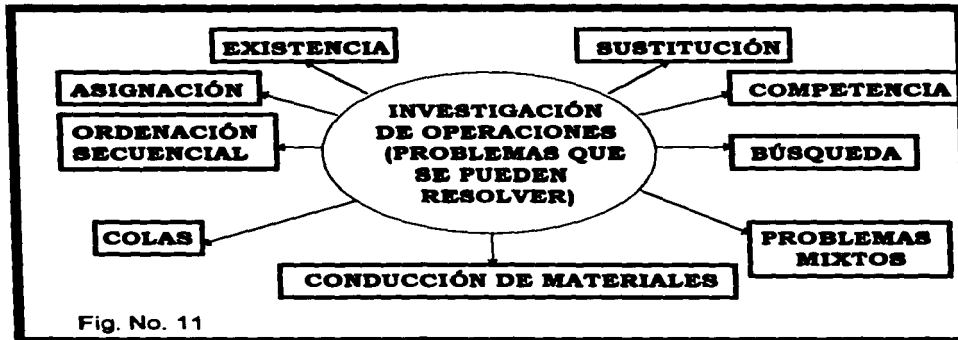 EXISTENCIA
SUSTITUCIÓN
ASIGNACIÓN
COMPETENCIA
INVESTIGACIÓN
DE OPERACIONES
(PROBLEMAS QUE
SE PUEDEN
RESOLVER)
ORDENACIÓN
SECUENCIAL
BÚSQUEDA
COLAS
PROBLEMAS
MIXTOS
CONDUCCIÓN DE MATERIALES
Fig. No. 11